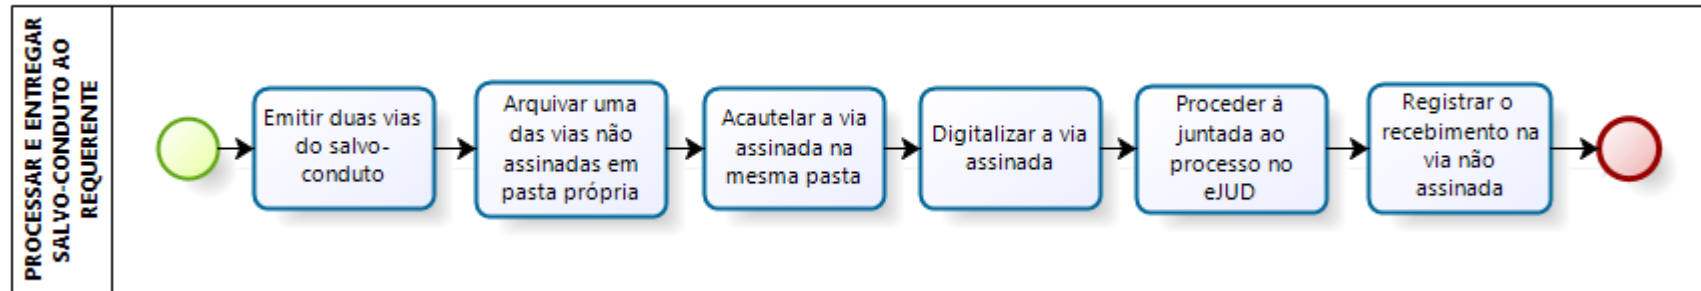 PROCESSAR E ENTREGAR
SALVO-CONDUTO AO
REQUERENTE
Emitir duas vias
do salvo-
conduto
Arquivar uma
das vias não
assinadas em
pasta própria
Acautelar a via
assinada na
mesma pasta
Digitalizar a via
assinada
Proceder á
juntada ao
processo no
eJUD
Registrar o
recebimento na
via não
assinada